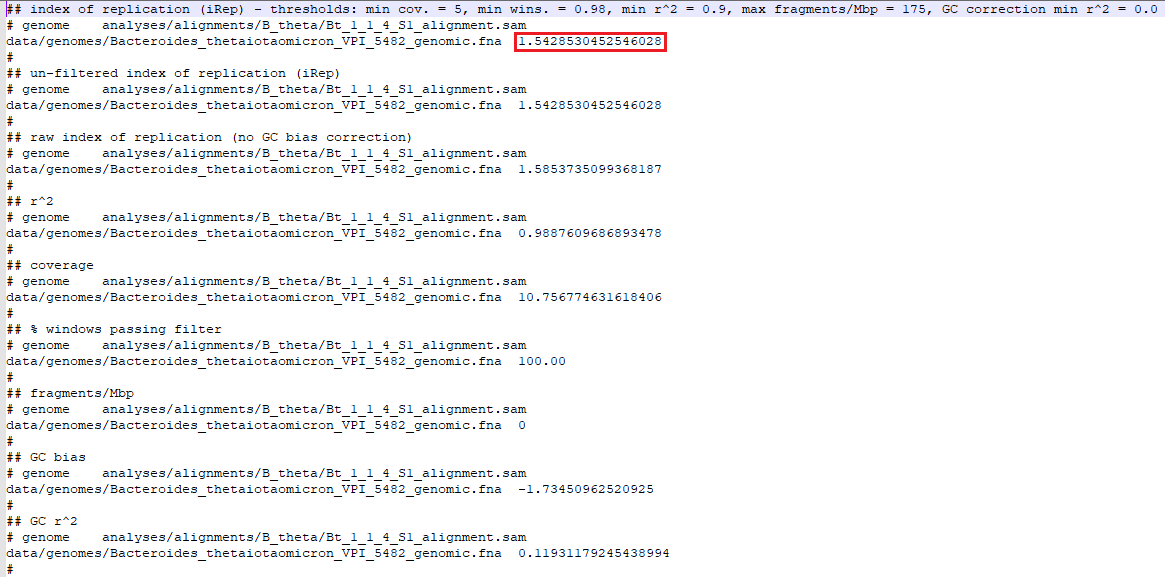 ## index of replication (iRep) - thresholds: min cov. = 5, min wins. = 0.98, min r^2 = 0.9, max fragments/Mbp = 175, GC correction min r^2 = 0.0
# genome	analyses/alignments/B_theta/Bt_1_1_4_S1_alignment.sam
data/genomes/Bacteroides_thetaiotaomicron_VPI_5482_genomic.fna	1.5428530452546028
#
## un-filtered index of replication (iRep)
# genome	analyses/alignments/B_theta/Bt_1_1_4_S1_alignment.sam
data/genomes/Bacteroides_thetaiotaomicron_VPI_5482_genomic.fna	1.5428530452546028
#
## raw index of replication (no GC bias correction)
# genome	analyses/alignments/B_theta/Bt_1_1_4_S1_alignment.sam
data/genomes/Bacteroides_thetaiotaomicron_VPI_5482_genomic.fna	1.5853735099368187
#
## r^2
# genome	analyses/alignments/B_theta/Bt_1_1_4_S1_alignment.sam
data/genomes/Bacteroides_thetaiotaomicron_VPI_5482_genomic.fna	0.9887609686893478
#
## coverage
# genome	analyses/alignments/B_theta/Bt_1_1_4_S1_alignment.sam
data/genomes/Bacteroides_thetaiotaomicron_VPI_5482_genomic.fna	10.756774631618406
#
## % windows passing filter
# genome	analyses/alignments/B_theta/Bt_1_1_4_S1_alignment.sam
data/genomes/Bacteroides_thetaiotaomicron_VPI_5482_genomic.fna	100.00
#
## fragments/Mbp
# genome	analyses/alignments/B_theta/Bt_1_1_4_S1_alignment.sam
data/genomes/Bacteroides_thetaiotaomicron_VPI_5482_genomic.fna	0
#
## GC bias
# genome	analyses/alignments/B_theta/Bt_1_1_4_S1_alignment.sam
data/genomes/Bacteroides_thetaiotaomicron_VPI_5482_genomic.fna	-1.73450962520925
#
## GC r^2
# genome	analyses/alignments/B_theta/Bt_1_1_4_S1_alignment.sam
data/genomes/Bacteroides_thetaiotaomicron_VPI_5482_genomic.fna	0.11931179245438994
#